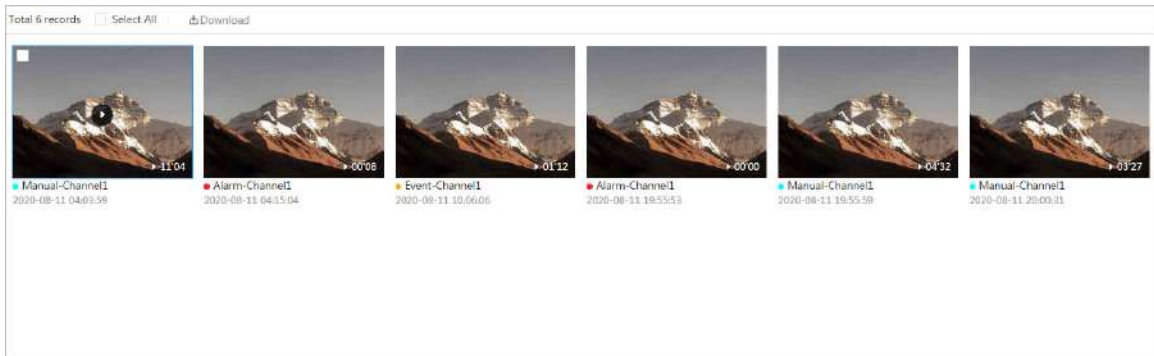 Total 6 records Select All Download
11'04 00'08 01'12 00'00 04'32 03'27
Manual-Channel1 Alarm-Channel1 Event-Channel1 Alarm-Channel1 Manual-Channel1 Manual-Channel1
2020-08-11 04:03:59 2020-08-11 04:15:04 2020-08-11 10:06:06 2020-08-11 19:55:53 2020-08-11 19:55:59 2020-08-11 20:00:31